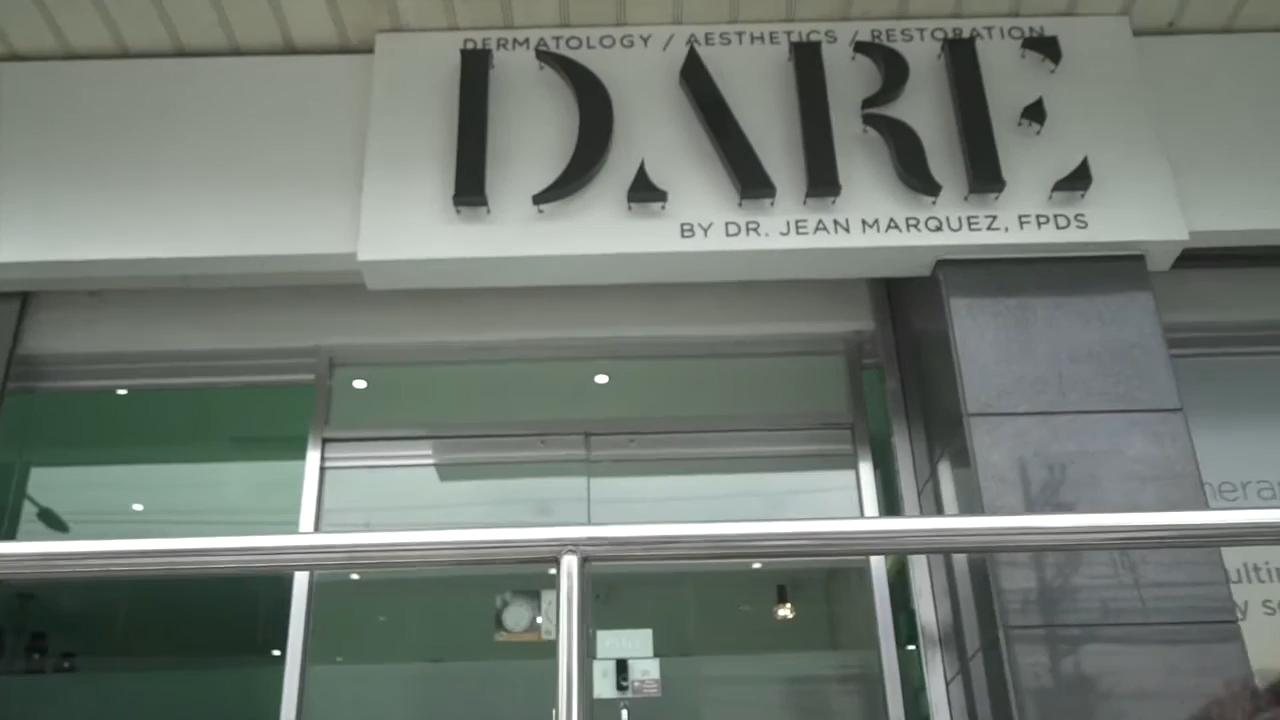 DERMATOLOGY / AESTHETICS / RESTORATION
DARE
BY DR. JEAN MARQUEZ, FPDS